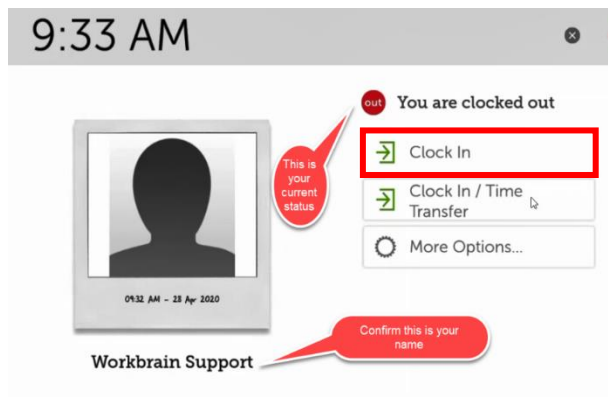 9:33 AM
out You are clocked out
This is
your
current
status
Clock In
Clock In / Time
Transfer
More Options...
09:32 AM - 28 Apr 2020
Confirm this is your
name
Workbrain Support